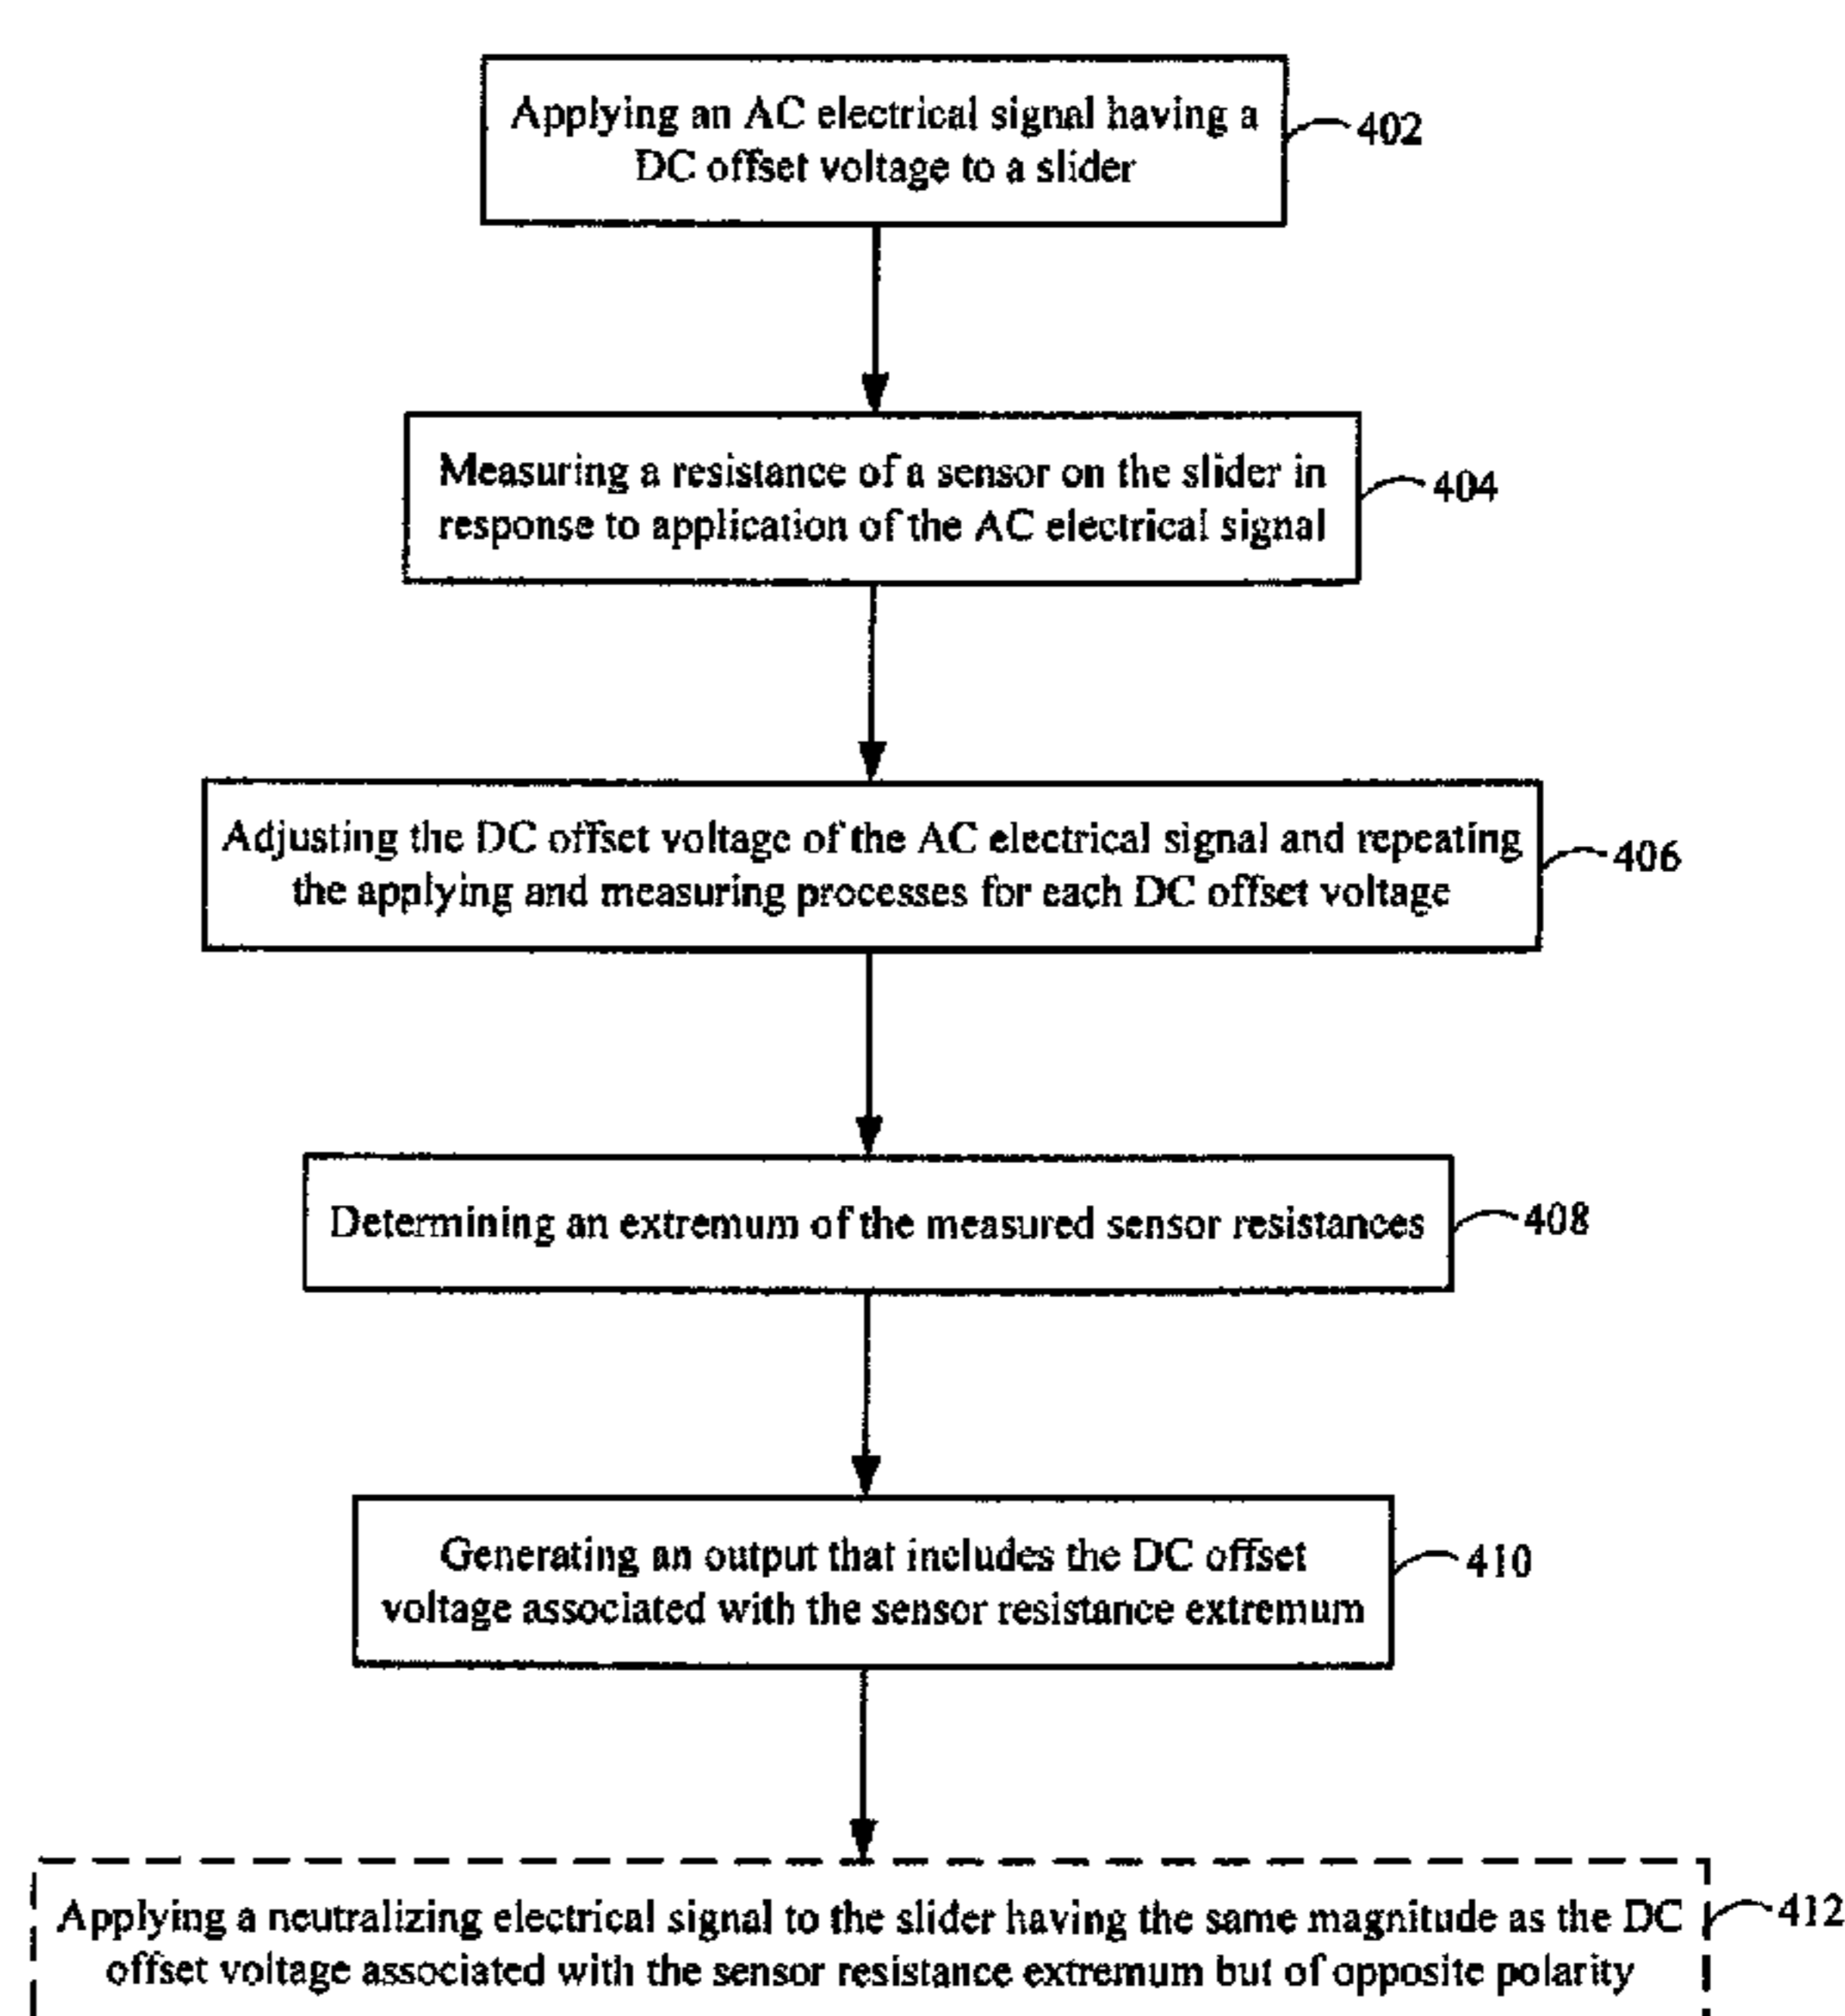 Applying an AC electrical signal having a
DC offset voltage to a slider
402
Measuring a resistance of a sensor on the slider in
response to application of the AC electrical signal
404
Adjusting the DC offset voltage of the AC electrical signal and repeating
the applying and measuring processes for each DC offset voltage
406
Determining an extremum of the measured sensor resistances
408
Generating an output that includes the DC offset
voltage associated with the sensor resistance extremum
410
Applying a neutralizing electrical signal to the slider having the same magnitude as the DC
offset voltage associated with the sensor resistance extremum but of opposite polarity
412